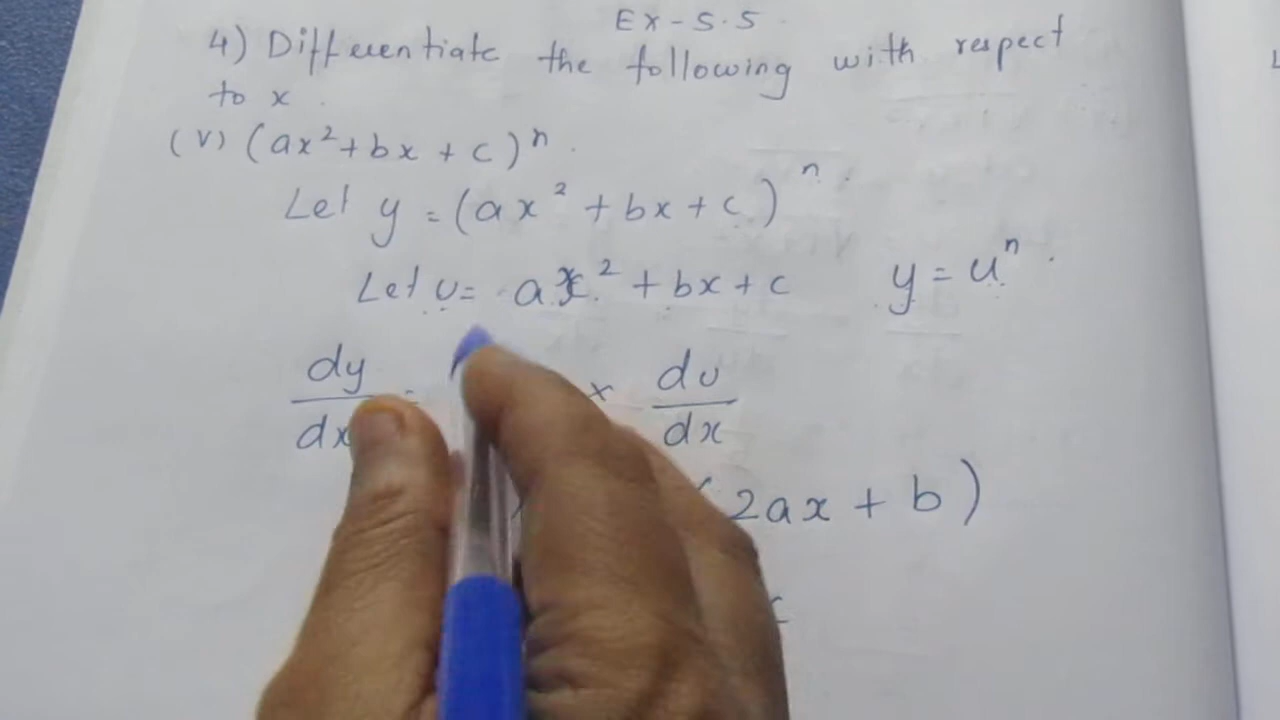 Ex-5.5
4) Differentiate the following with respect
to x.
(v) (ax²+bx+c)ⁿ.
Let y = (ax²+bx+c)ⁿ.
Let u = ax²+bx+c y = uⁿ.
dy/dx = × du/dx
(2ax+b)